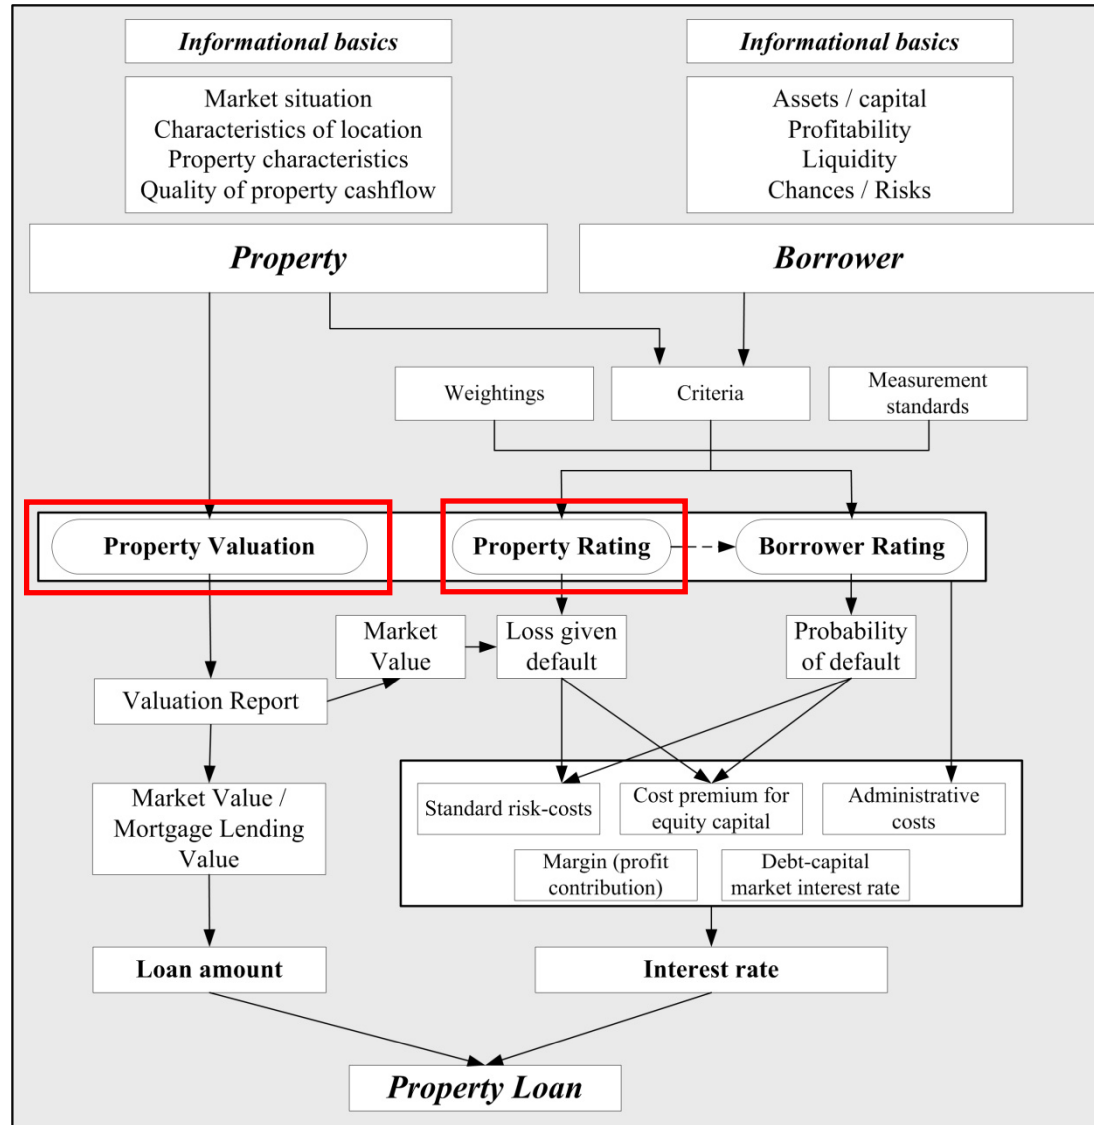 Informational basics
Informational basics
Market situation
Characteristics of location
Property characteristics
Quality of property cashflow
Assets / capital
Profitability
Liquidity
Chances / Risks
Property
Borrower
Weightings
Criteria
Measurement
standards
Property Valuation
Property Rating
Borrower Rating
Market
Value
Loss given
default
Probability
of default
Valuation Report
Market Value /
Mortgage Lending
Value
Standard risk-costs
Cost premium for
equity capital
Administrative
costs
Margin (profit
contribution)
Debt-capital
market interest rate
Loan amount
Interest rate
Property Loan